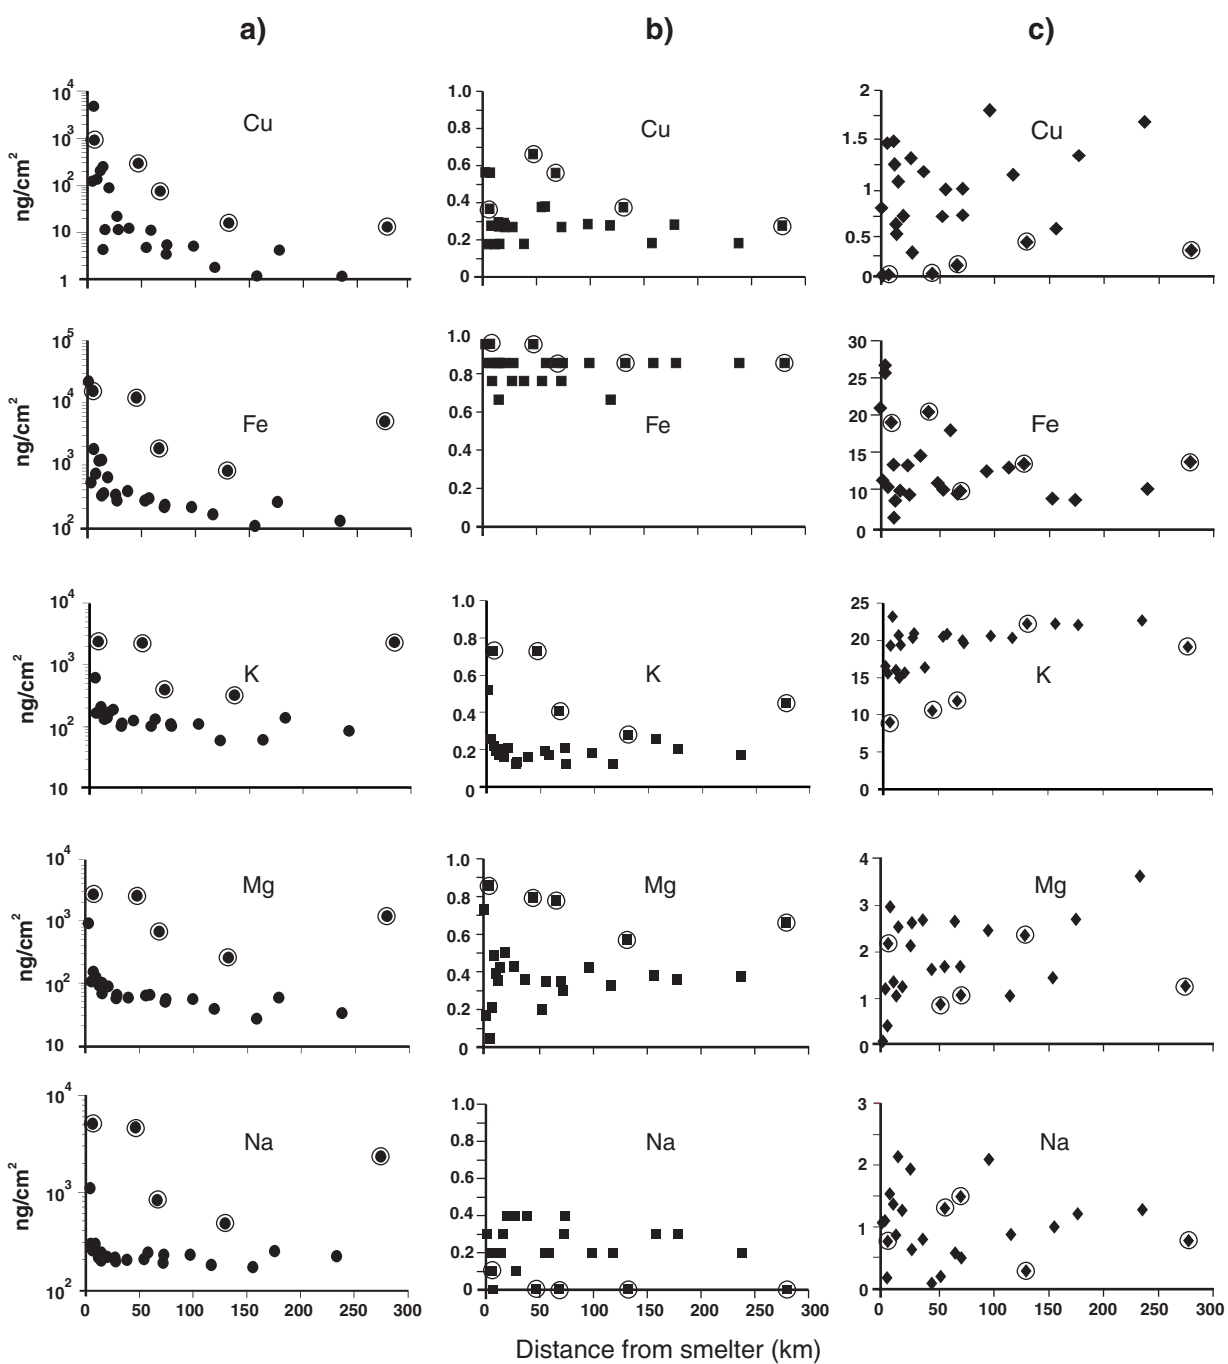 a) b) c)
10^4 1.0 2
Cu Cu Cu
10^3 0.8 1.5
ng/cm^2
10^2 0.6 1
0.4
10 0.2 0.5
1 0 0
10^5 1.0 30
25
10^4 0.8 20
ng/cm^2
Fe Fe Fe
10^3 0.6 15
0.4 10
0.2
10^2 0 0
10^4 1.0 25
0.8 20
10^3
ng/cm^2
K K K
0.6 15
10^2 0.4 10
0.2 5
10 0 0
10^4 1.0 4
Mg Mg Mg
10^3 0.8 3
ng/cm^2
0.6 2
10^2 0.4 1
0.2
10 0 0
10^4 1.0 3
Na Na Na
0.8 2
ng/cm^2
10^3 0.6
0.4 1
0.2
10^2 0 0
0 50 100 150 200 250 300 0 50 100 150 200 250 300 0 50 100 150 200 250 300
Distance from smelter (km)